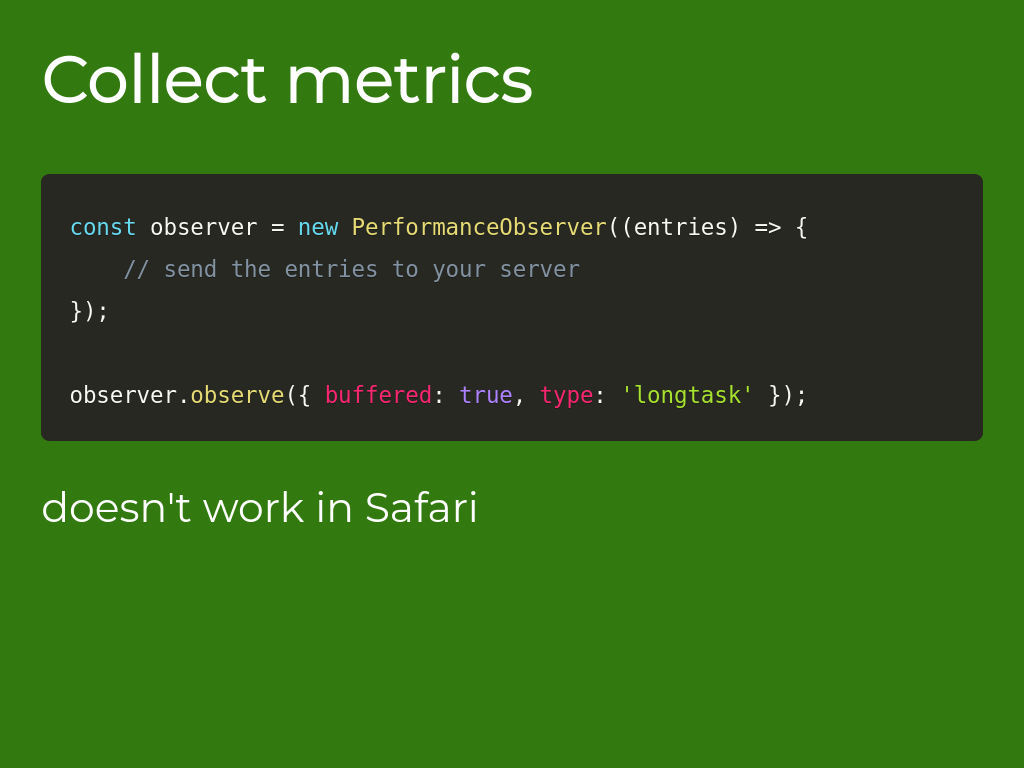 Collect metrics
const observer = new PerformanceObserver((entries) => {
    // send the entries to your server
});
observer.observe({ buffered: true, type: 'longtask' });
doesn't work in Safari